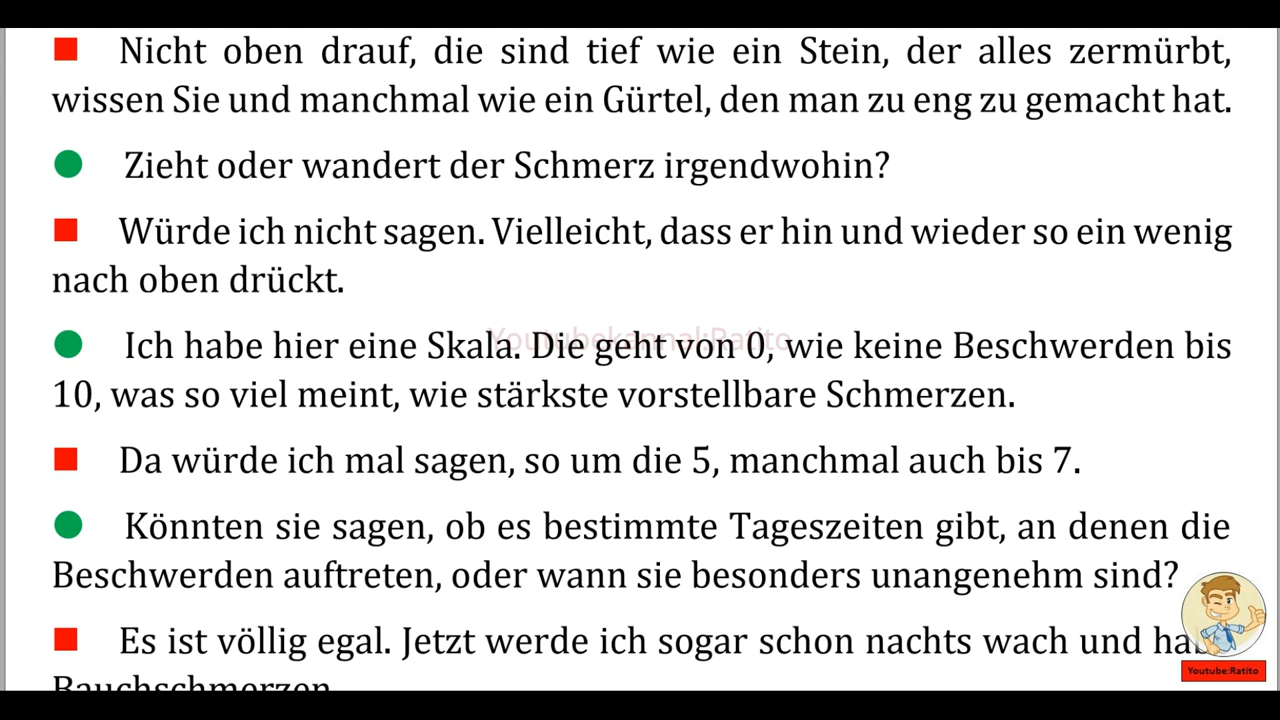 Nicht oben drauf, die sind tief wie ein Stein, der alles zermürbt,
wissen Sie und manchmal wie ein Gürtel, den man zu eng zu gemacht hat.
Zieht oder wandert der Schmerz irgendwohin?
Würde ich nicht sagen. Vielleicht, dass er hin und wieder so ein wenig
nach oben drückt.
Youtubekannal:Ratito
Ich habe hier eine Skala. Die geht von 0, wie keine Beschwerden bis
10, was so viel meint, wie stärkste vorstellbare Schmerzen.
Da würde ich mal sagen, so um die 5, manchmal auch bis 7.
Könnten sie sagen, ob es bestimmte Tageszeiten gibt, an denen die
Beschwerden auftreten, oder wann sie besonders unangenehm sind?
Es ist völlig egal. Jetzt werde ich sogar schon nachts wach und
Bauchschmerzen
Youtube:Ratito